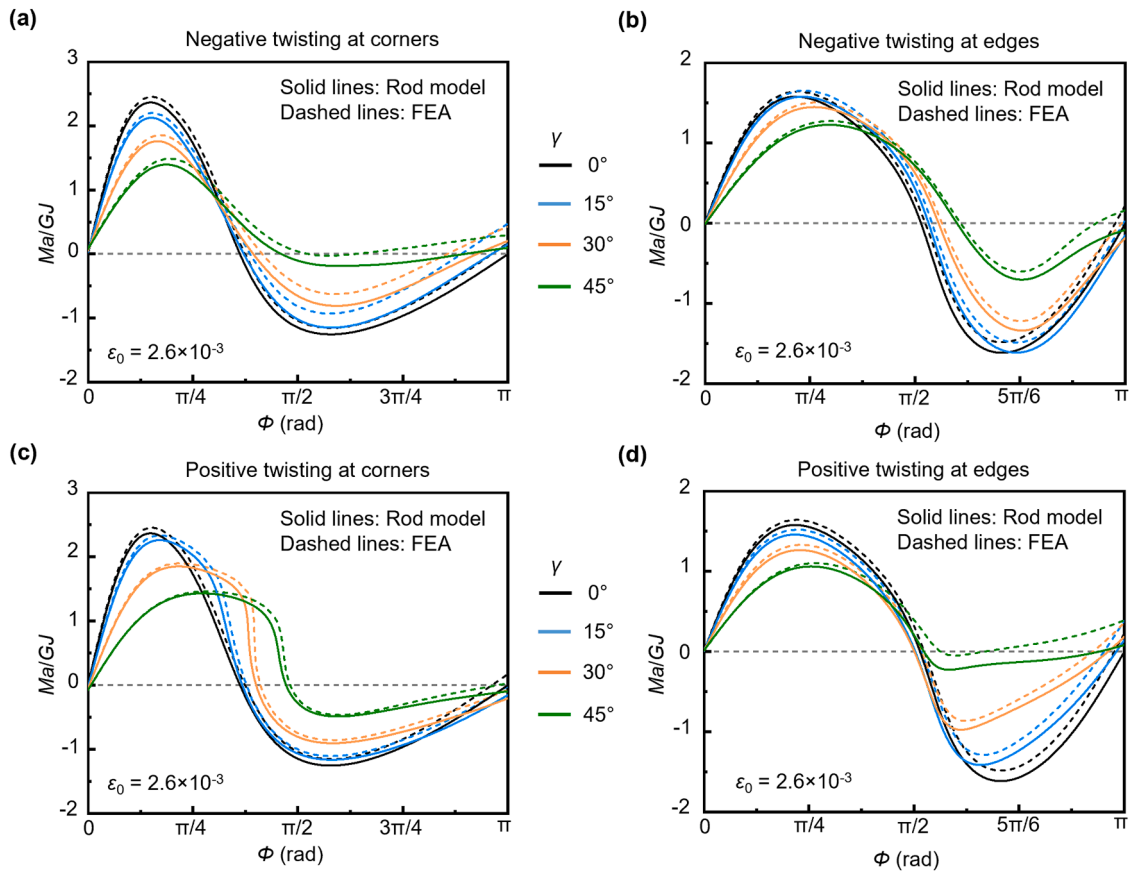 (a)
Negative twisting at corners
Solid lines: Rod model
Dashed lines: FEA
Ma/GJ
3
2
1
0
-1
-2
ε₀ = 2.6×10⁻³
0
π/4
π/2
3π/4
π
Φ (rad)
γ
0°
15°
30°
45°
(b)
Negative twisting at edges
Solid lines: Rod model
Dashed lines: FEA
Ma/GJ
2
1
0
-1
-2
ε₀ = 2.6×10⁻³
0
π/4
π/2
5π/6
π
Φ (rad)
(c)
Positive twisting at corners
Solid lines: Rod model
Dashed lines: FEA
Ma/GJ
3
2
1
0
-1
-2
ε₀ = 2.6×10⁻³
0
π/4
π/2
3π/4
π
Φ (rad)
γ
0°
15°
30°
45°
(d)
Positive twisting at edges
Solid lines: Rod model
Dashed lines: FEA
Ma/GJ
2
1
0
-1
-2
ε₀ = 2.6×10⁻³
0
π/4
π/2
5π/6
π
Φ (rad)